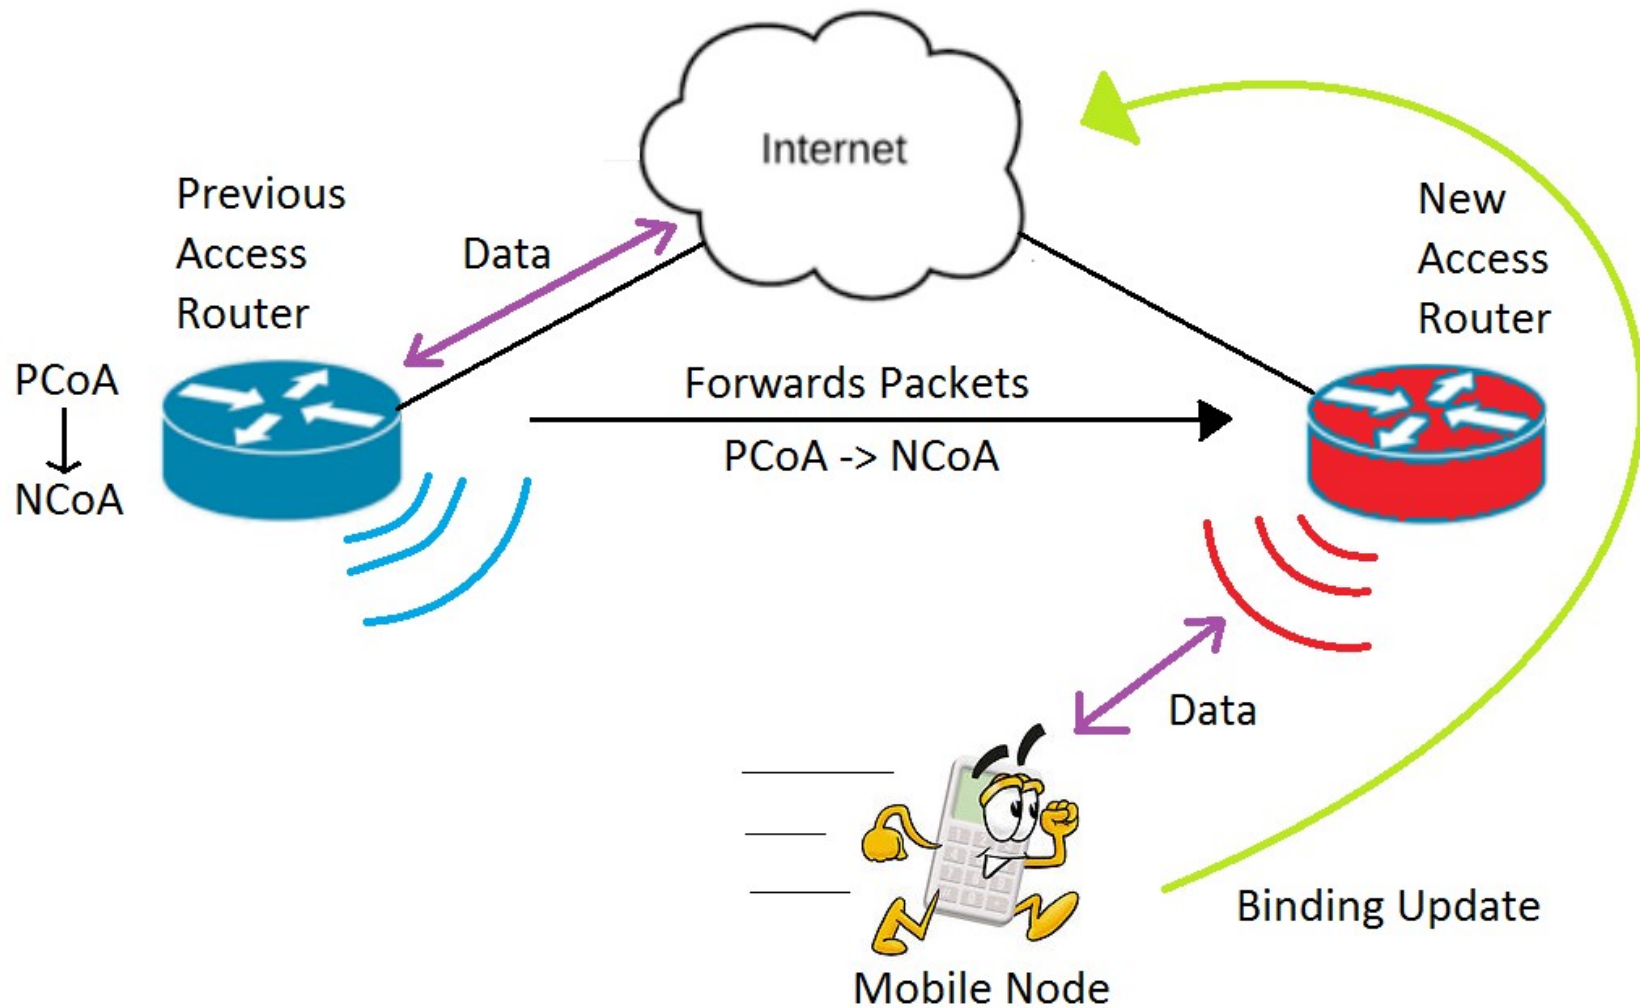 Internet
Previous
Access
Router
Data
New
Access
Router
PCoA
NCoA
Forwards Packets
PCoA -> NCoA
Data
Binding Update
Mobile Node